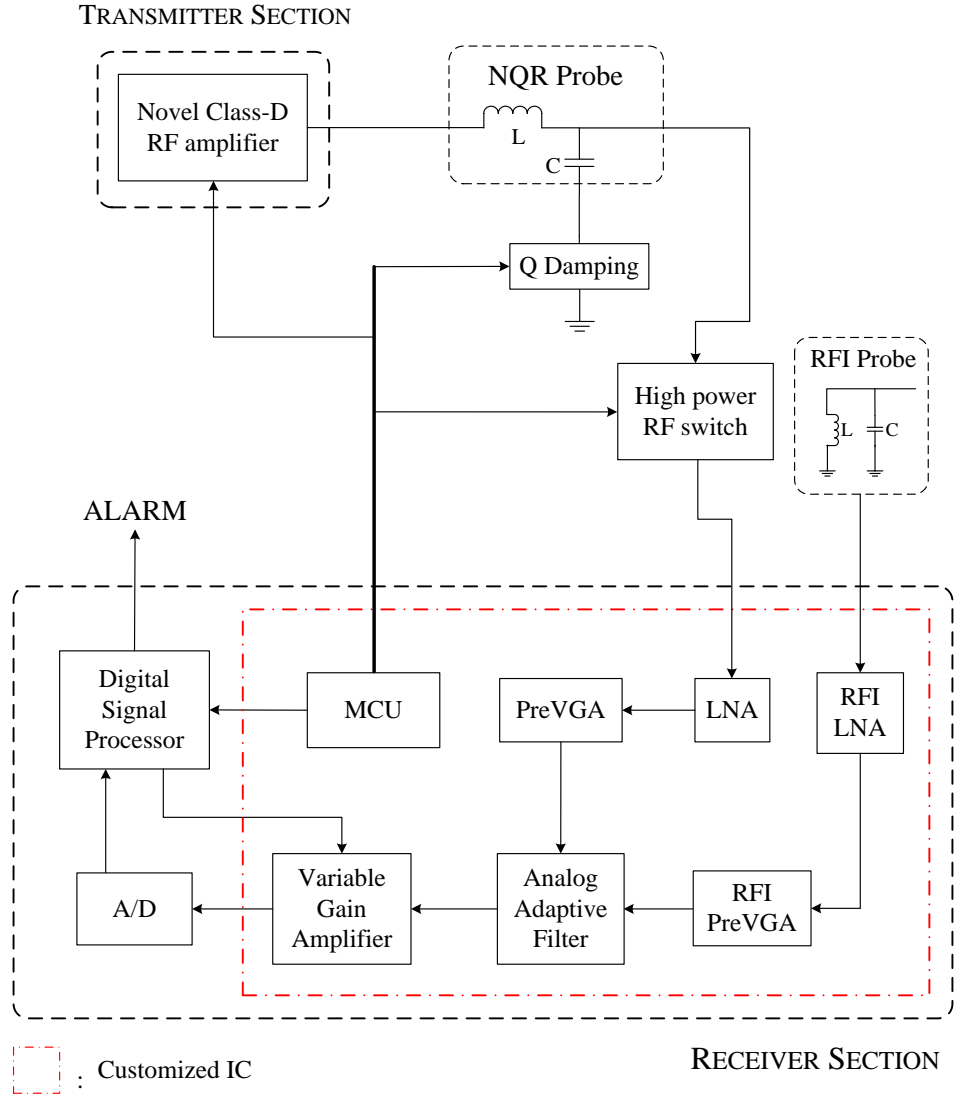 TRANSMITTER SECTION
Novel Class-D
RF amplifier
NQR Probe
L
C
Q Damping
High power
RF switch
RFI Probe
L
C
ALARM
Digital
Signal
Processor
MCU
PreVGA
LNA
RFI
LNA
A/D
Variable
Gain
Amplifier
Analog
Adaptive
Filter
RFI
PreVGA
: Customized IC
RECEIVER SECTION